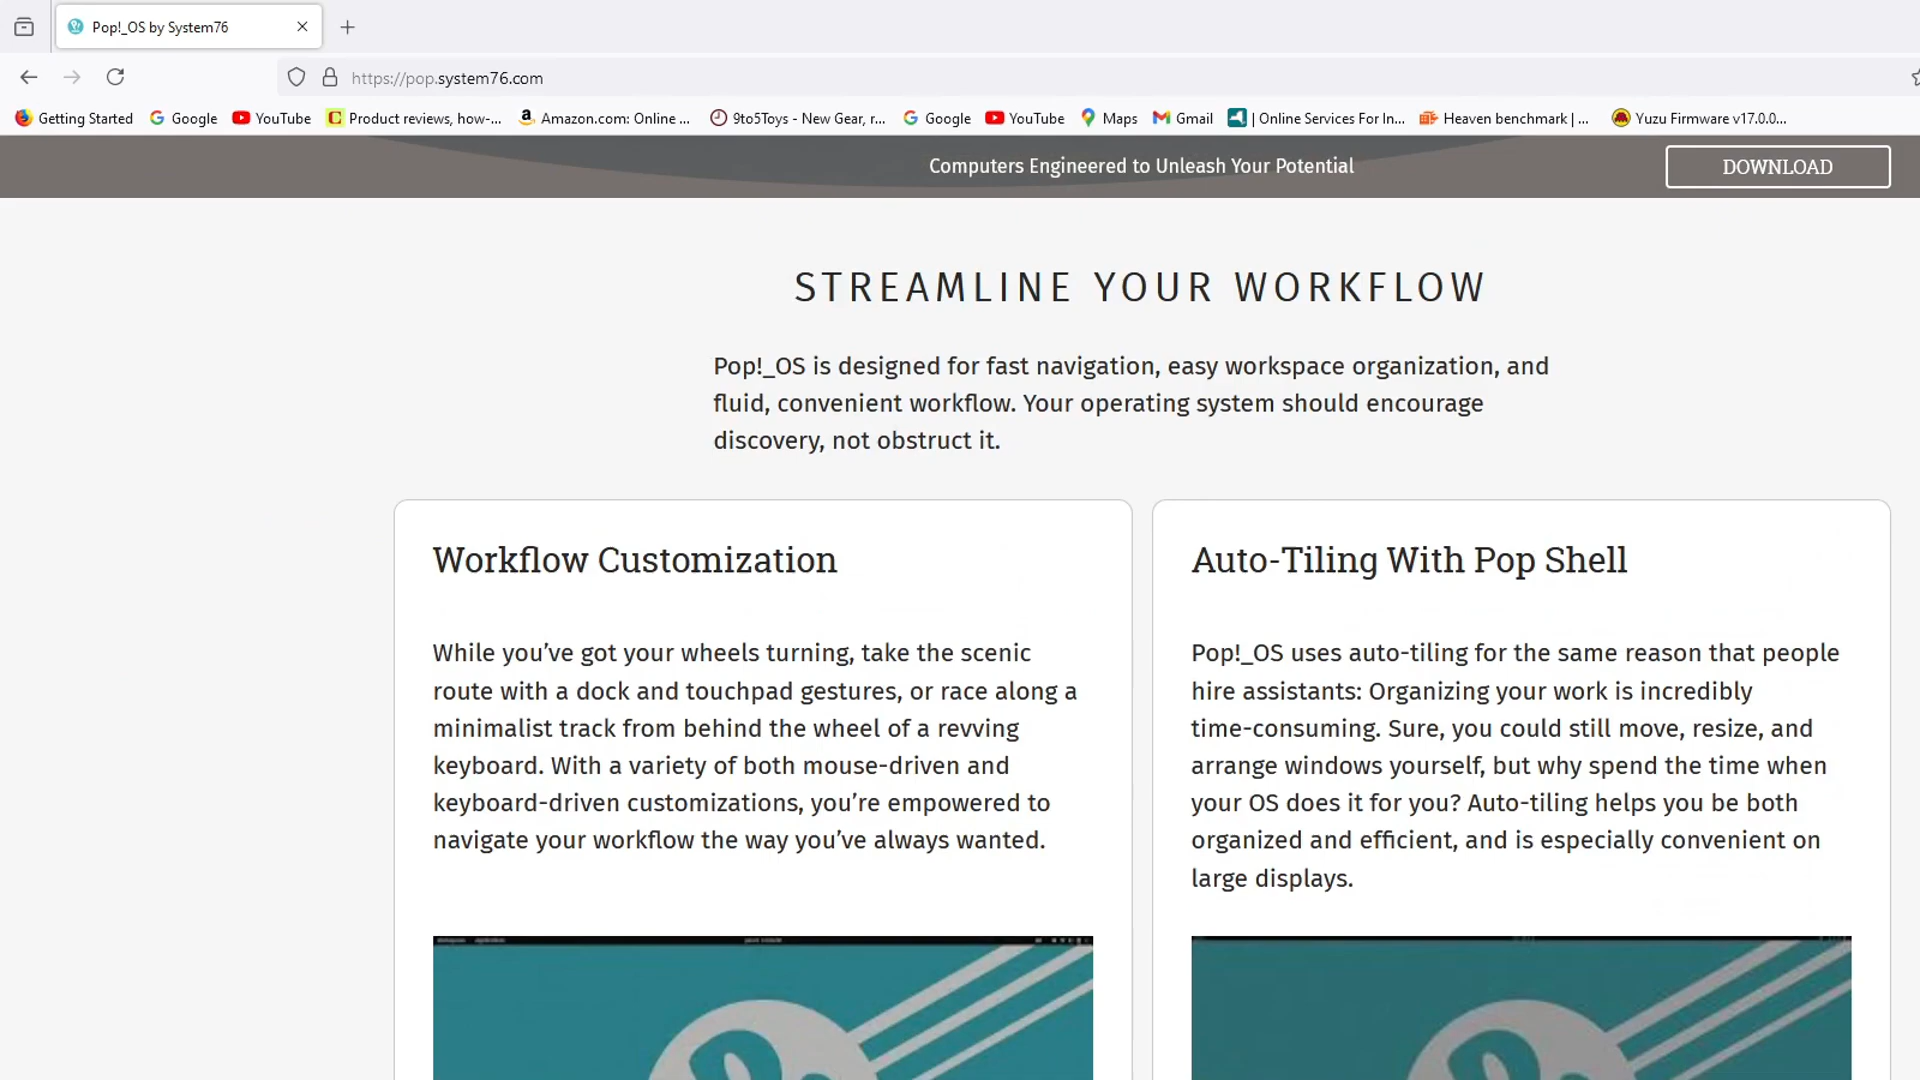 Pop!_OS by System76
https://pop.system76.com
Getting Started Google YouTube Product reviews, how-... Amazon.com: Online ... 9to5Toys - New Gear, r... Google YouTube Maps Gmail | Online Services For In... Heaven benchmark | ... Yuzu Firmware v17.0.0...
Computers Engineered to Unleash Your Potential
DOWNLOAD
STREAMLINE YOUR WORKFLOW
Pop!_OS is designed for fast navigation, easy workspace organization, and
fluid, convenient workflow. Your operating system should encourage
discovery, not obstruct it.
Workflow Customization
While you’ve got your wheels turning, take the scenic
route with a dock and touchpad gestures, or race along a
minimalist track from behind the wheel of a revving
keyboard. With a variety of both mouse-driven and
keyboard-driven customizations, you’re empowered to
navigate your workflow the way you’ve always wanted.
Auto-Tiling With Pop Shell
Pop!_OS uses auto-tiling for the same reason that people
hire assistants: Organizing your work is incredibly
time-consuming. Sure, you could still move, resize, and
arrange windows yourself, but why spend the time when
your OS does it for you? Auto-tiling helps you be both
organized and efficient, and is especially convenient on
large displays.